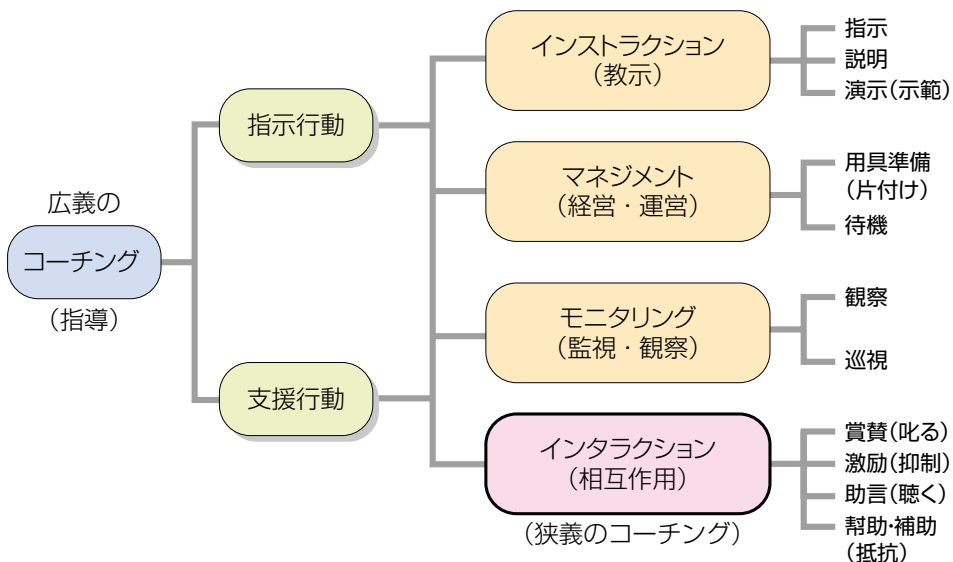 広義の
コーチング
(指導)
指示行動
支援行動
インストラクション
(教示)
指示
説明
演示(示範)
マネジメント
(経営・運営)
用具準備
(片付け)
待機
モニタリング
(監視・観察)
観察
巡視
インタラクション
(相互作用)
(狭義のコーチング)
賞賛(叱る)
激励(抑制)
助言(聴く)
幇助・補助
(抵抗)